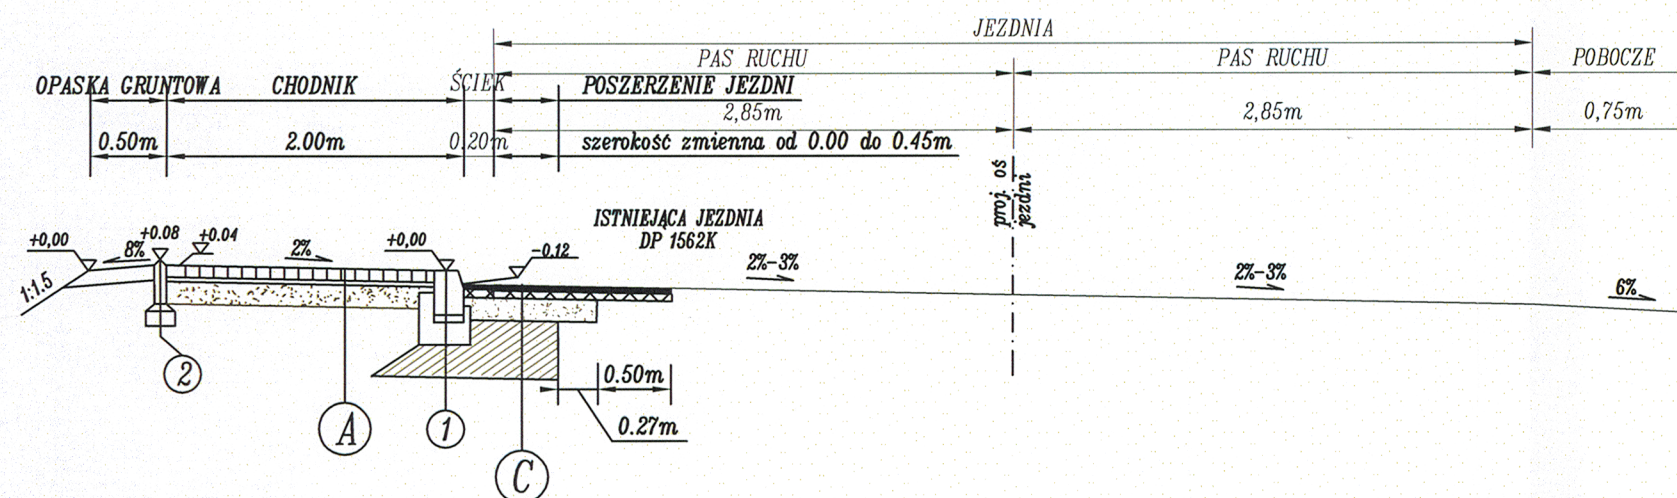 JEZDNIA
PAS RUCHU
PAS RUCHU
POBOCZE
OPASKA GRUNTOWA
CHODNIK
ŚCIEK
POSZERZENIE JEZDNI
2,85m
2,85m
0,75m
0.50m
2.00m
0.20m
szerokość zmienna od 0.00 do 0.45m
proj. oś
jezdni
ISTNIEJĄCA JEZDNIA
DP 1562K
+0,00
8%
+0.08
+0.04
2%
+0,00
-0.12
2%-3%
2%-3%
6%
1:1.5
2
A
1
C
0.50m
0.27m